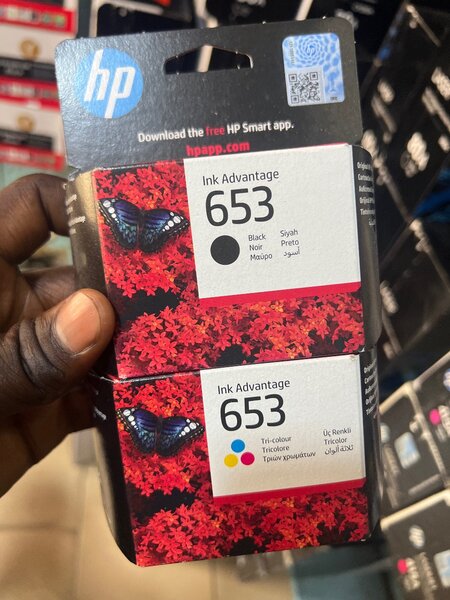 hp
Download the free HP Smart app.
hpapp.com
Ink Advantage
653
Black Siyah
Noir Preto
Μαύρο أسود
Ink Advantage
653
Tri-colour Üç Renkli
Tricolore Tricolor
Τριών χρωμάτων ثلاثة ألوان